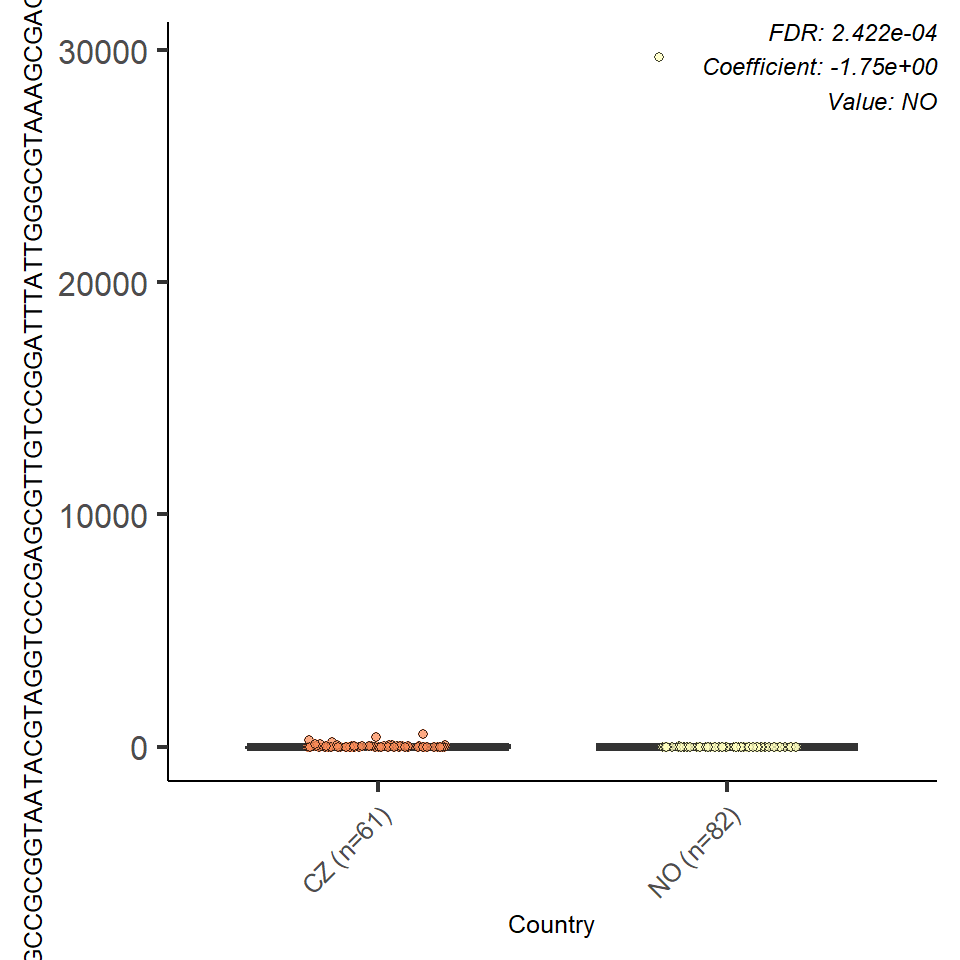 FDR: 2.422e-04
Coefficient: -1.75e+00
Value: NO
30000
20000
10000
0
GCCGCGGTAATACGTAGGTCCCGAGCGTTGTCCGGATTTATTGGGCGTAAAGCGAGC
CZ (n=61)
NO (n=82)
Country